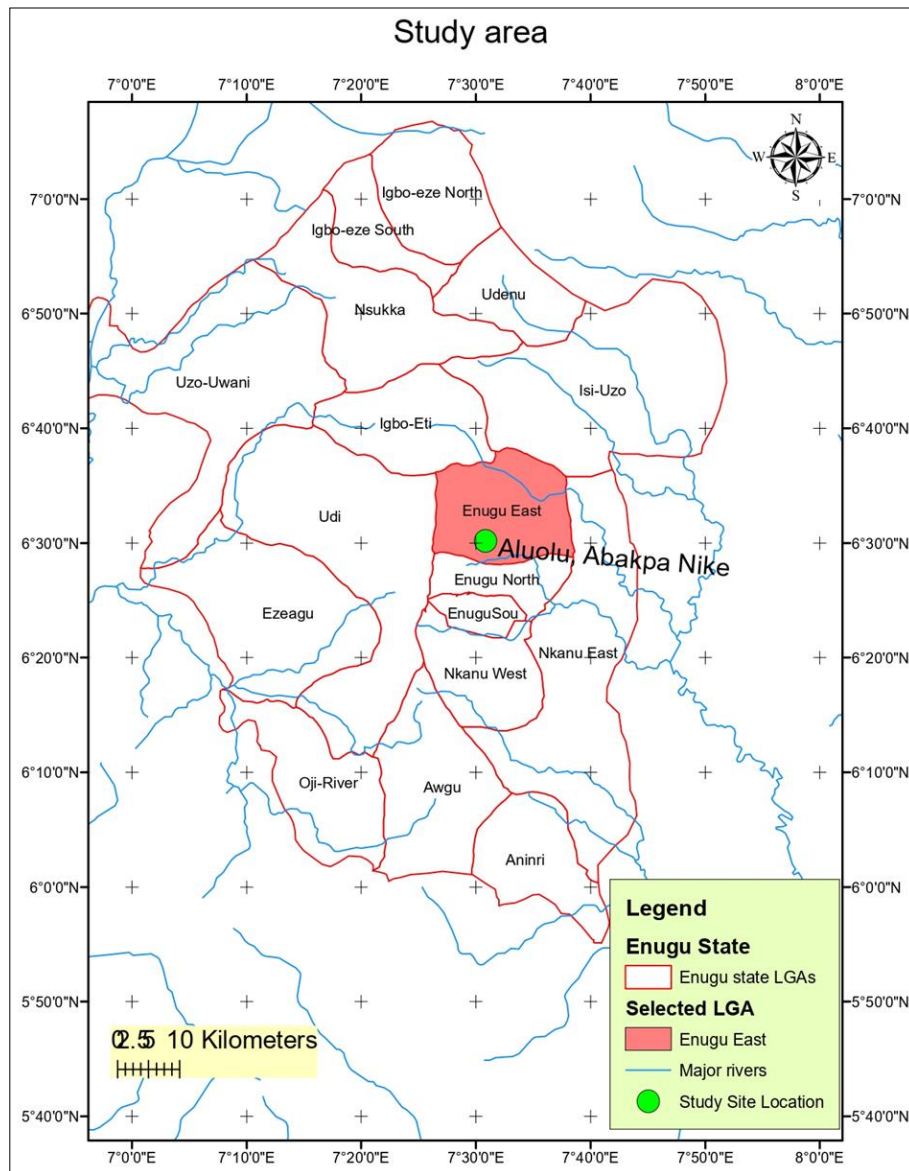 Study area
7°0'0"E 7°10'0"E 7°20'0"E 7°30'0"E 7°40'0"E 7°50'0"E 8°0'0"E
N
W E
S
7°0'0"N 7°0'0"N
Igbo-eze North
Igbo-eze South
6°50'0"N 6°50'0"N
Udenu
Nsukka
Uzo-Uwani
Isi-Uzo
6°40'0"N 6°40'0"N
Igbo-Eti
Udi
Enugu East
6°30'0"N 6°30'0"N
Aluolu, Abakpa Nike
Enugu North
Ezeagu
EnuguSou
6°20'0"N 6°20'0"N
Nkanu East
Nkanu West
6°10'0"N 6°10'0"N
Oji-River
Awgu
Aninri
6°0'0"N 6°0'0"N
Legend
Enugu State
Enugu state LGAs
Selected LGA
Enugu East
Major rivers
Study Site Location
5°50'0"N 5°50'0"N
10 Kilometers
5°40'0"N 5°40'0"N
7°0'0"E 7°10'0"E 7°20'0"E 7°30'0"E 7°40'0"E 7°50'0"E 8°0'0"E